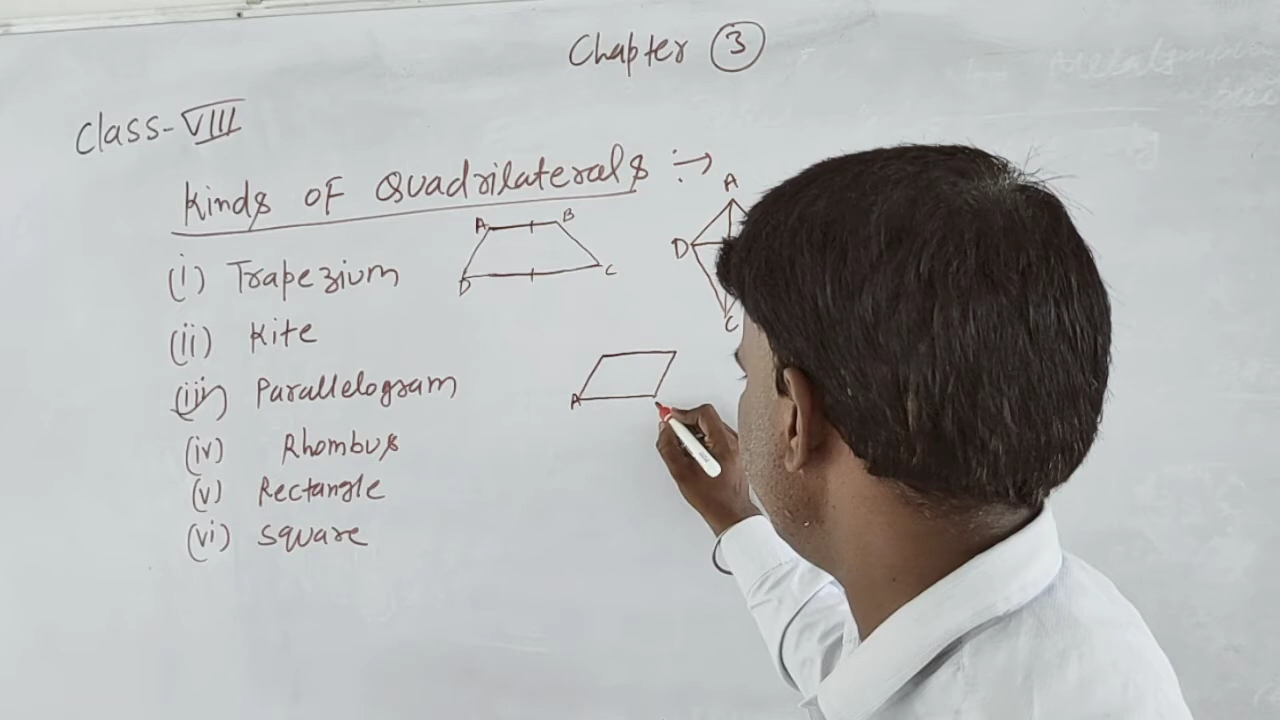 Chapter 3
Class-VIII
Kinds of Quadrilaterals :→
A B
D C
A
D
C
(i) Trapezium
(ii) Kite
(iii) Parallelogram
A
(iv) Rhombus
(v) Rectangle
(vi) Square